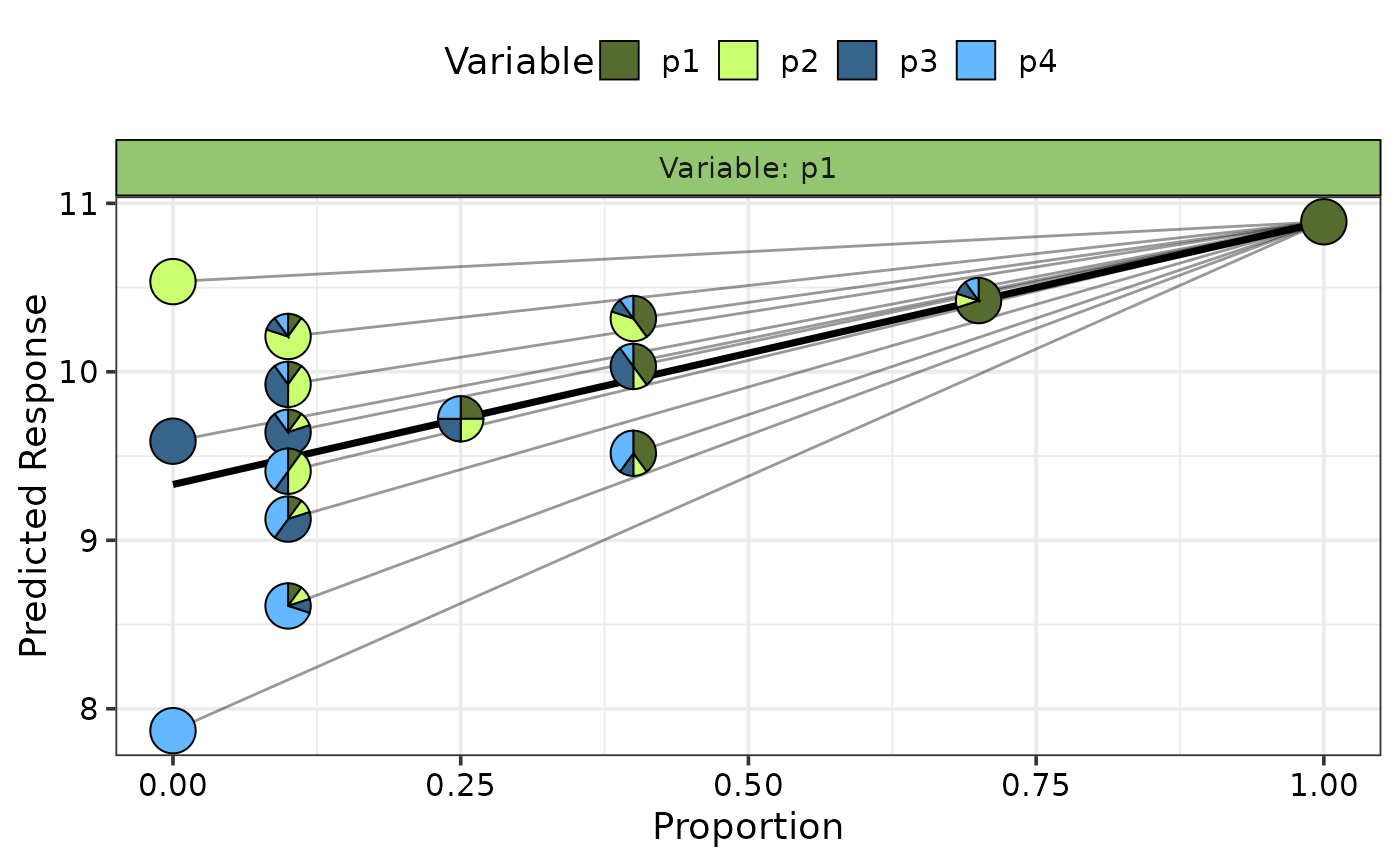 Variable p1 p2 p3 p4
Variable: p1
11
10
9
8
Predicted Response
0.00 0.25 0.50 0.75 1.00
Proportion